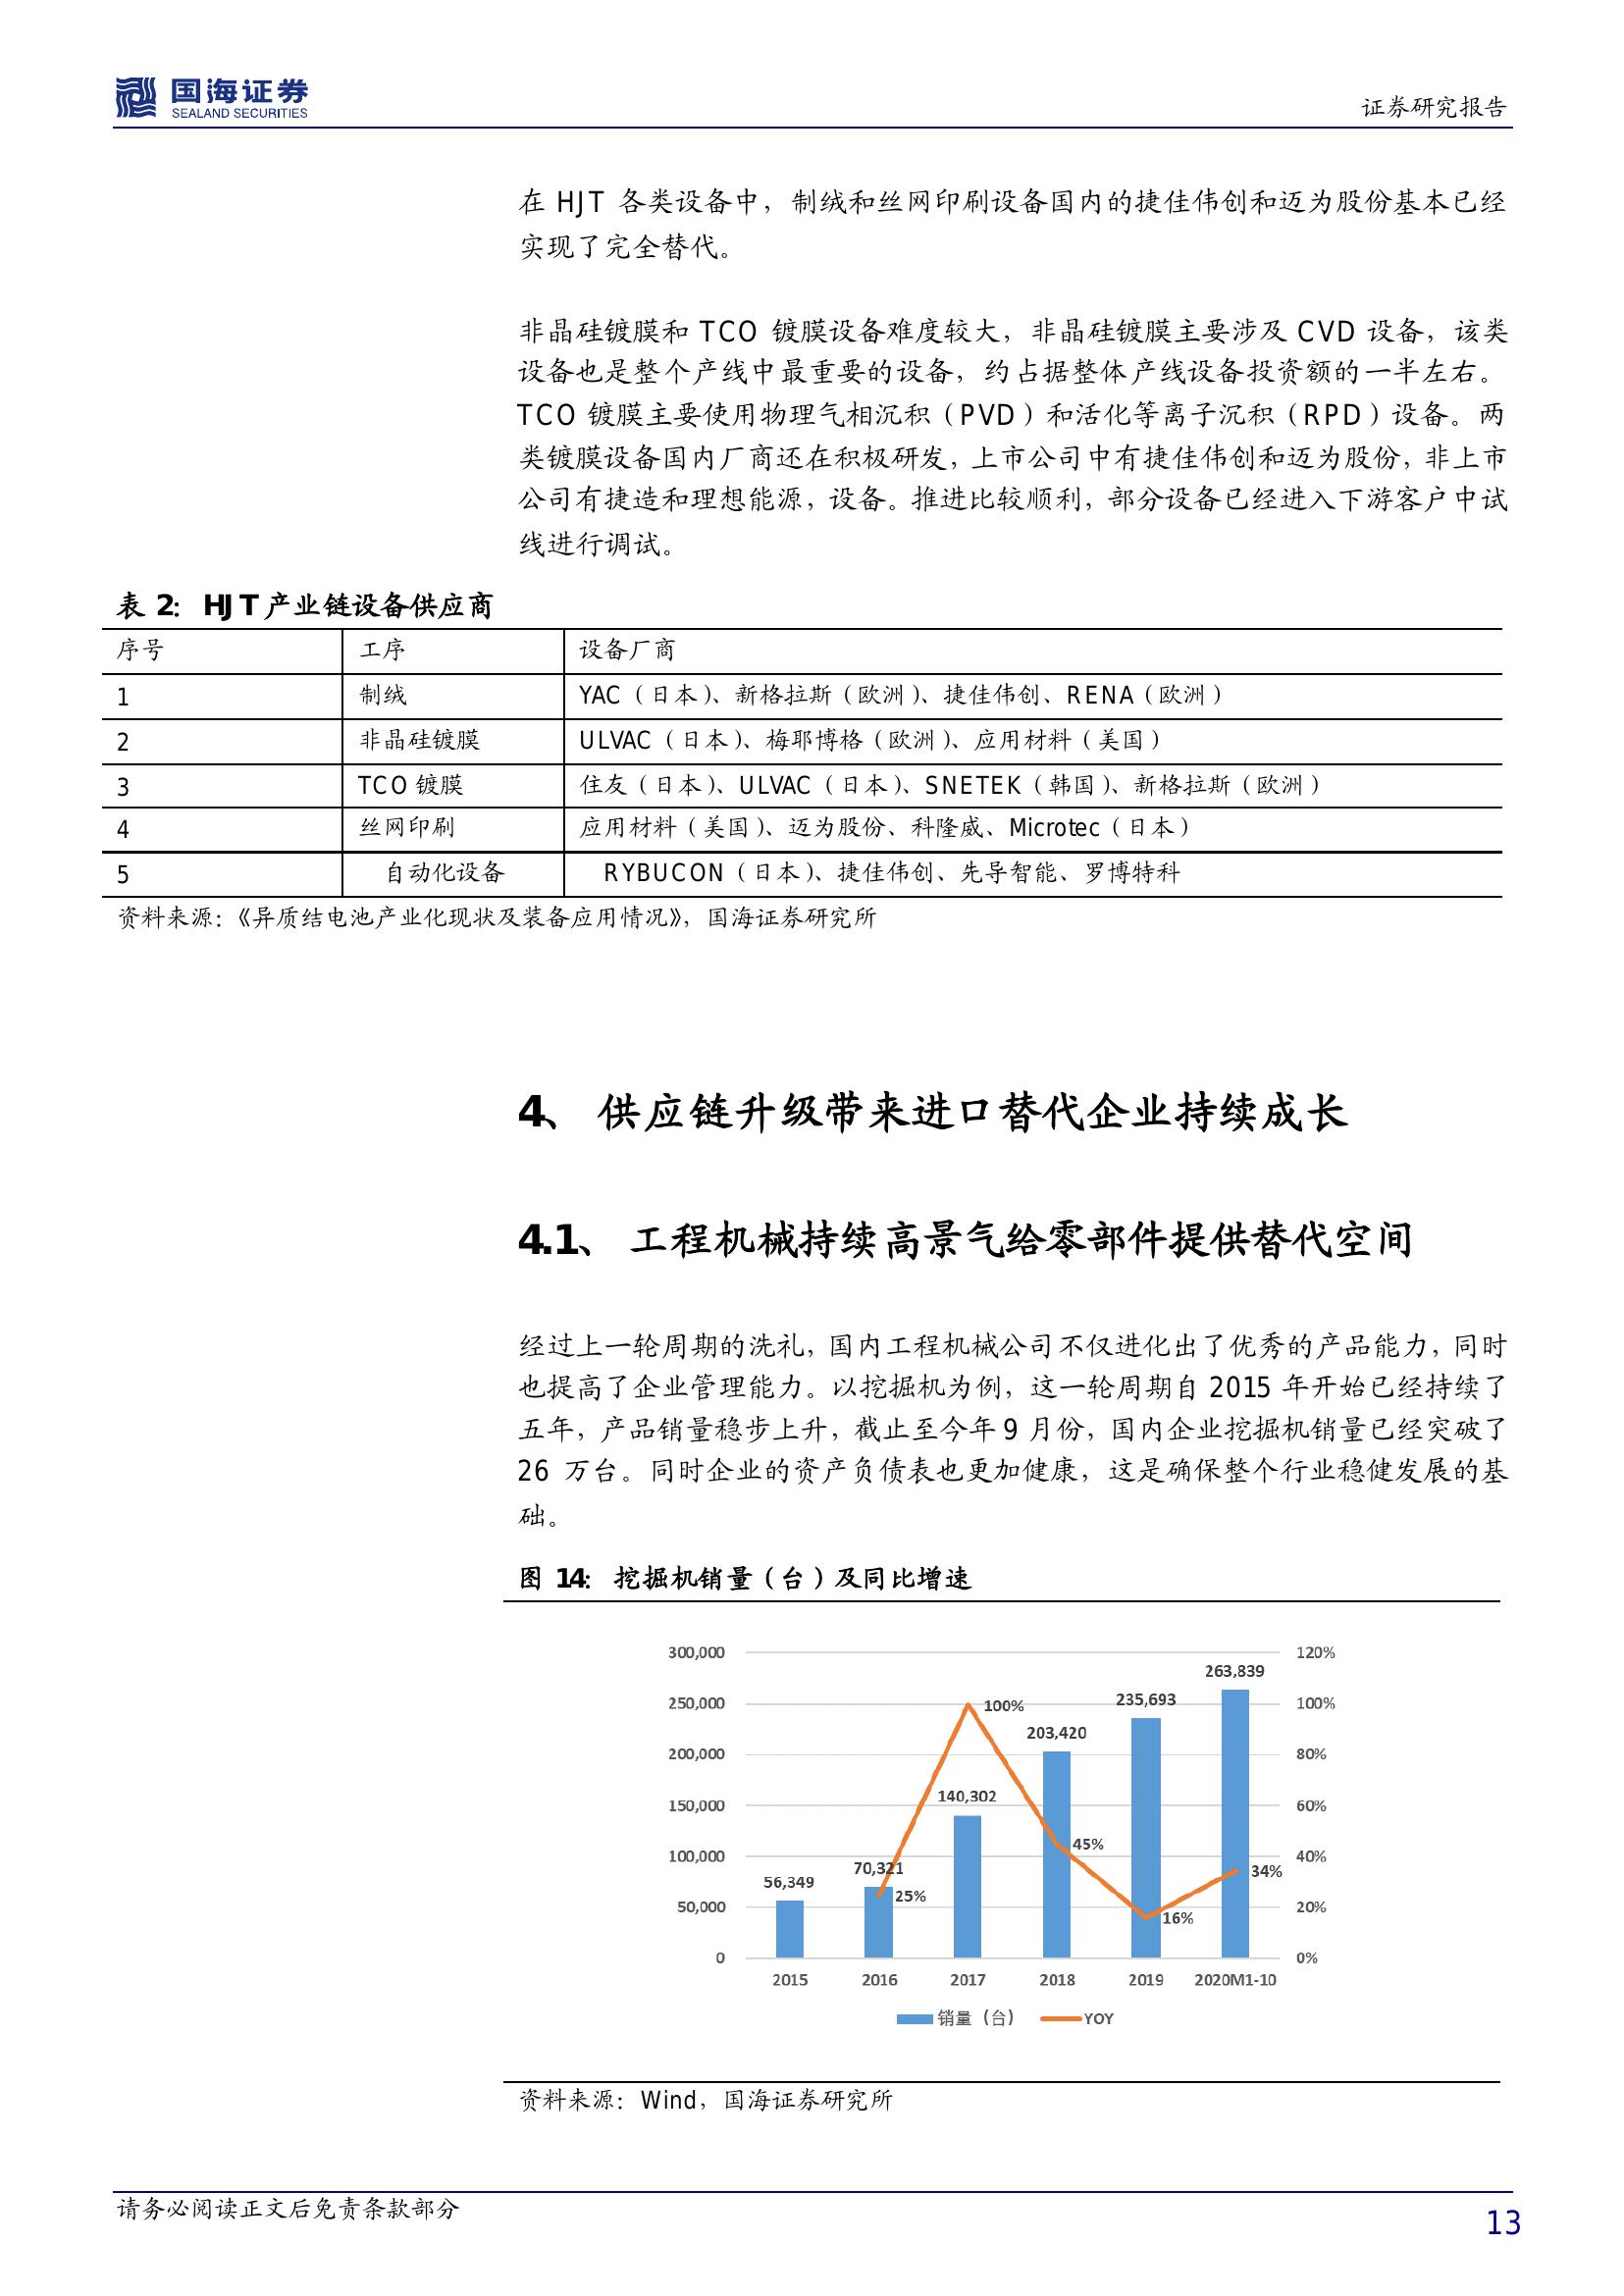 国海证券
SEALAND SECURITIES
证券研究报告
在 HJT 各类设备中，制绒和丝网印刷设备国内的捷佳伟创和迈为股份基本已经
实现了完全替代。
非晶硅镀膜和 TCO 镀膜设备难度较大，非晶硅镀膜主要涉及 CVD 设备，该类
设备也是整个产线中最重要的设备，约占据整体产线设备投资额的一半左右。
TCO 镀膜主要使用物理气相沉积（PVD）和活化等离子沉积（RPD）设备。两
类镀膜设备国内厂商还在积极研发，上市公司中有捷佳伟创和迈为股份，非上市
公司有捷造和理想能源，设备。推进比较顺利，部分设备已经进入下游客户中试
线进行调试。
表 2： HJT 产业链设备供应商
序号 工序 设备厂商
1 制绒 YAC（日本）、新格拉斯（欧洲）、捷佳伟创、RENA（欧洲）
2 非晶硅镀膜 ULVAC（日本）、梅耶博格（欧洲）、应用材料（美国）
3 TCO 镀膜 住友（日本）、ULVAC（日本）、SNETEK（韩国）、新格拉斯（欧洲）
4 丝网印刷 应用材料（美国）、迈为股份、科隆威、Microtec（日本）
5 自动化设备 RYBUCON（日本）、捷佳伟创、先导智能、罗博特科
资料来源：《异质结电池产业化现状及装备应用情况》，国海证券研究所
4、 供应链升级带来进口替代企业持续成长
4.1、 工程机械持续高景气给零部件提供替代空间
经过上一轮周期的洗礼，国内工程机械公司不仅进化出了优秀的产品能力，同时
也提高了企业管理能力。以挖掘机为例，这一轮周期自 2015 年开始已经持续了
五年，产品销量稳步上升，截止至今年 9 月份，国内企业挖掘机销量已经突破了
26 万台。同时企业的资产负债表也更加健康，这是确保整个行业稳健发展的基
础。
图 14： 挖掘机销量（台）及同比增速
300,000 120%
263,839
250,000 235,693 100% 100%
203,420
200,000 80%
140,302
150,000 60%
45%
100,000 40%
70,321 34%
56,349 25%
50,000 16% 20%
0 0%
2015 2016 2017 2018 2019 2020M1-10
销量（台） YOY
资料来源：Wind，国海证券研究所
请务必阅读正文后免责条款部分
13